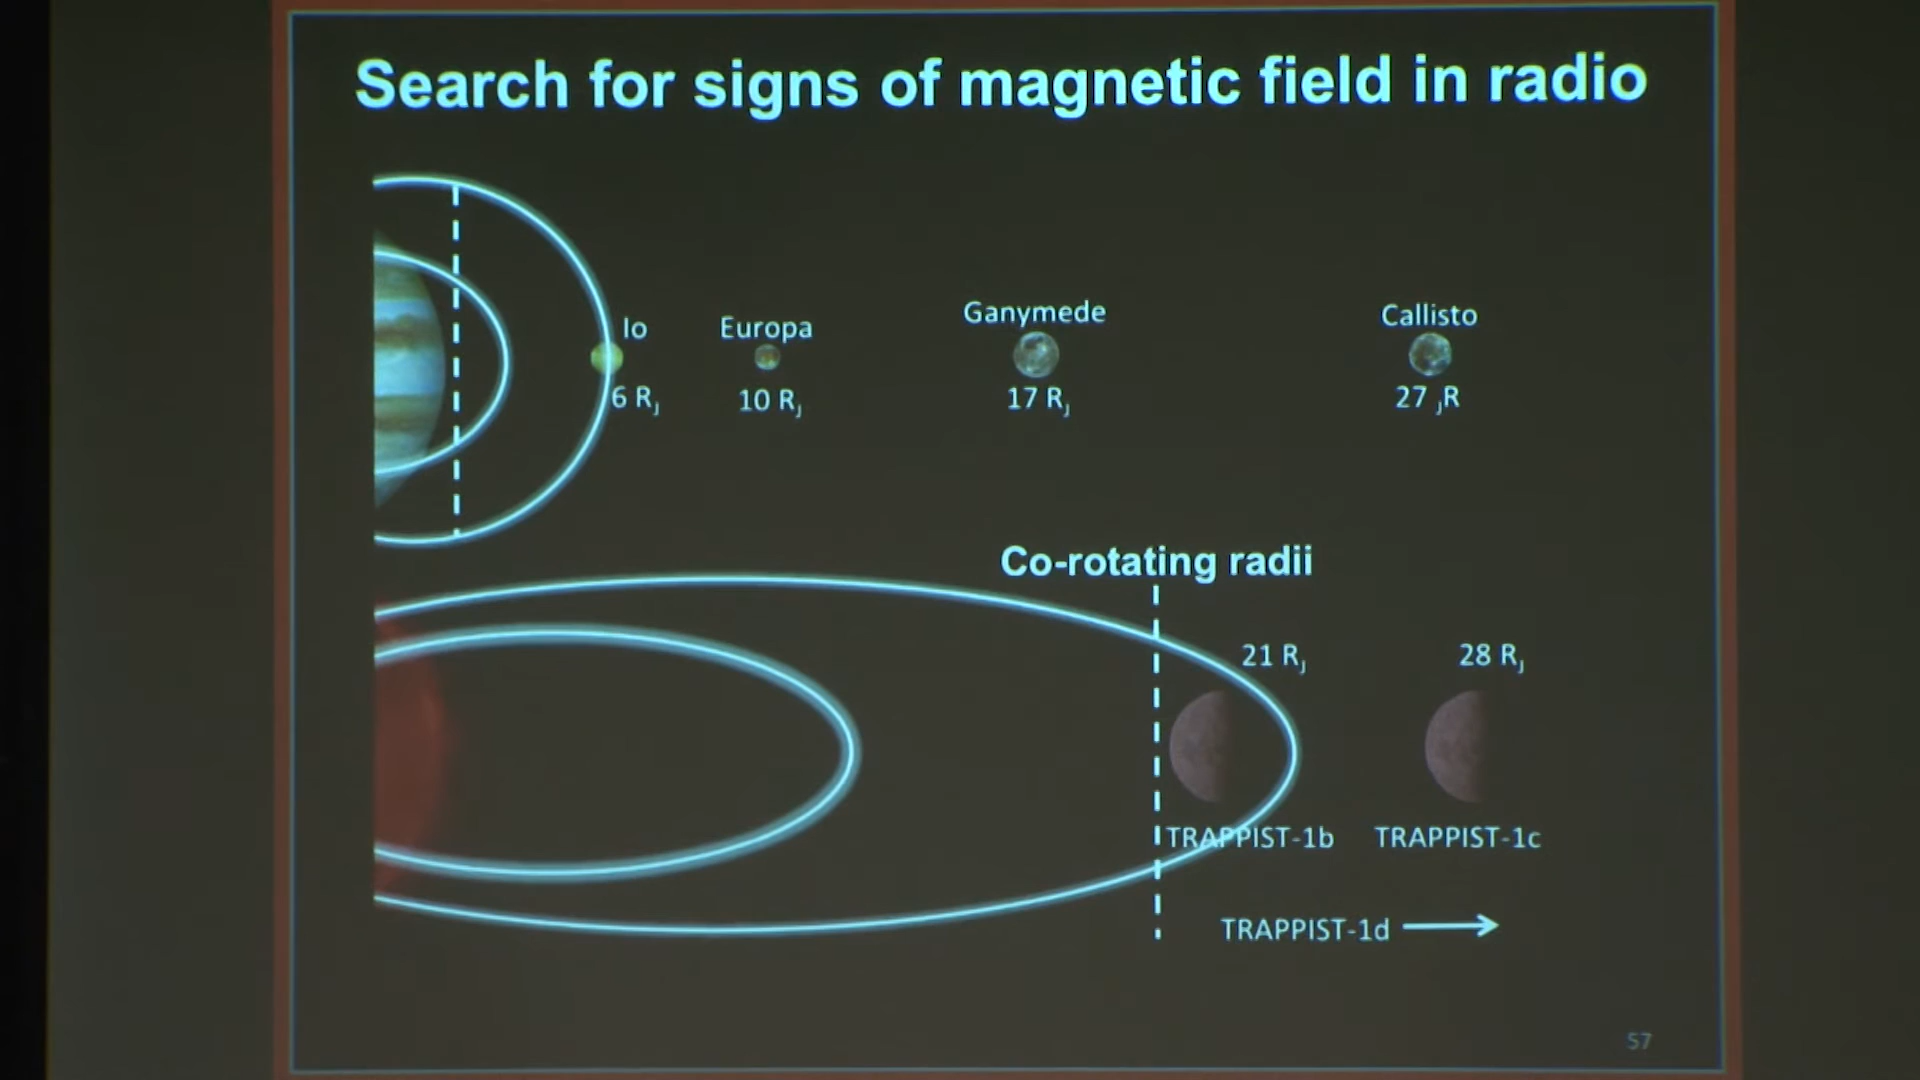 Search for signs of magnetic field in radio
Io
Europa
Ganymede
Callisto
6 RJ
10 RJ
17 RJ
27 JR
Co-rotating radii
21 RJ
28 RJ
TRAPPIST-1b
TRAPPIST-1c
TRAPPIST-1d
57